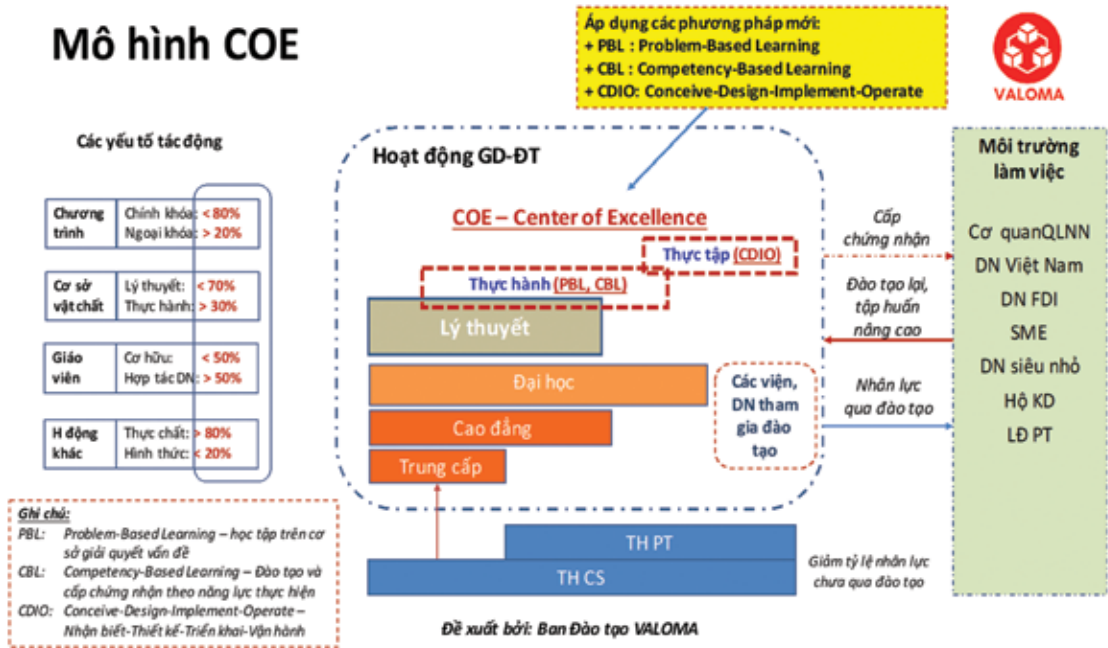 Mô hình COE
Áp dụng các phương pháp mới:
+ PBL : Problem-Based Learning
+ CBL : Competency-Based Learning
+ CDIO: Conceive-Design-Implement-Operate
VALOMA
Các yếu tố tác động
Chương trình
Chính khóa: < 80%
Ngoại khóa: > 20%
Cơ sở vật chất
Lý thuyết: < 70%
Thực hành: > 30%
Giáo viên
Cơ hữu: < 50%
Hợp tác DN: > 50%
H động khác
Thực chất: > 80%
Hình thức: < 20%
Ghi chú:
PBL: Problem-Based Learning – học tập trên cơ
sở giải quyết vấn đề
CBL: Competency-Based Learning – Đào tạo và
cấp chứng nhận theo năng lực thực hiện
CDIO: Conceive-Design-Implement-Operate –
Nhận biết-Thiết kế-Triển khai-Vận hành
Hoạt động GD-ĐT
COE – Center of Excellence
Thực tập (CDIO)
Thực hành (PBL, CBL)
Lý thuyết
Đại học
Cao đẳng
Trung cấp
Các viện,
DN tham
gia đào
tạo
TH PT
TH CS
Đề xuất bởi: Ban Đào tạo VALOMA
Cấp
chứng nhận
Đào tạo lại,
tập huấn
nâng cao
Nhân lực
qua đào tạo
Giảm tỷ lệ nhân lực
chưa qua đào tạo
Môi trường
làm việc
Cơ quanQLNN
DN Việt Nam
DN FDI
SME
DN siêu nhỏ
Hộ KD
LĐ PT